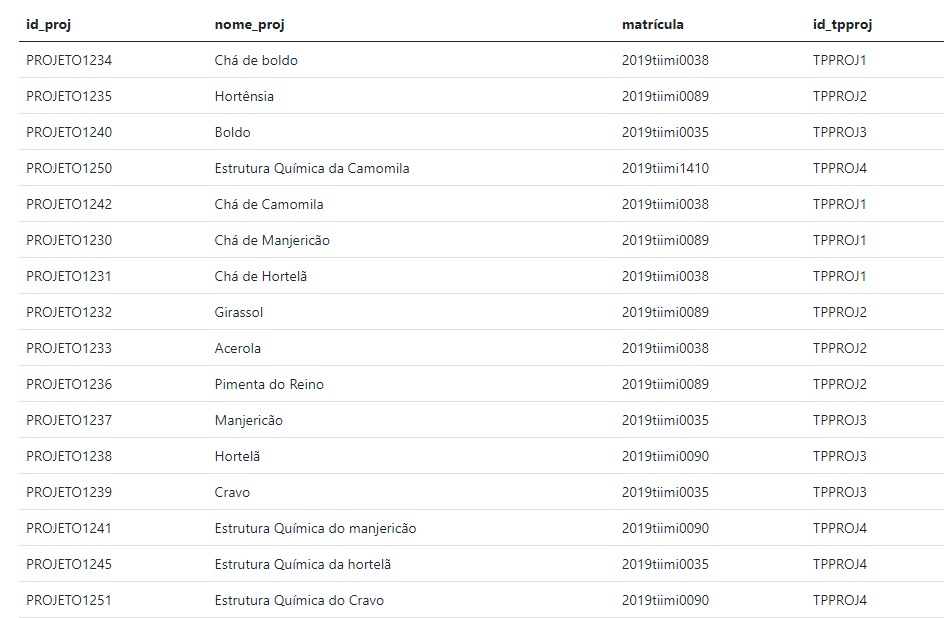 id_proj nome_proj matrícula id_tpproj
PROJETO1234 Chá de boldo 2019tiimi0038 TPPROJ1
PROJETO1235 Hortênsia 2019tiimi0089 TPPROJ2
PROJETO1240 Boldo 2019tiimi0035 TPPROJ3
PROJETO1250 Estrutura Química da Camomila 2019tiimi1410 TPPROJ4
PROJETO1242 Chá de Camomila 2019tiimi0038 TPPROJ1
PROJETO1230 Chá de Manjericão 2019tiimi0089 TPPROJ1
PROJETO1231 Chá de Hortelã 2019tiimi0038 TPPROJ1
PROJETO1232 Girassol 2019tiimi0089 TPPROJ2
PROJETO1233 Acerola 2019tiimi0038 TPPROJ2
PROJETO1236 Pimenta do Reino 2019tiimi0089 TPPROJ2
PROJETO1237 Manjericão 2019tiimi0035 TPPROJ3
PROJETO1238 Hortelã 2019tiimi0090 TPPROJ3
PROJETO1239 Cravo 2019tiimi0035 TPPROJ3
PROJETO1241 Estrutura Química do manjericão 2019tiimi0090 TPPROJ4
PROJETO1245 Estrutura Química da hortelã 2019tiimi0035 TPPROJ4
PROJETO1251 Estrutura Química do Cravo 2019tiimi0090 TPPROJ4